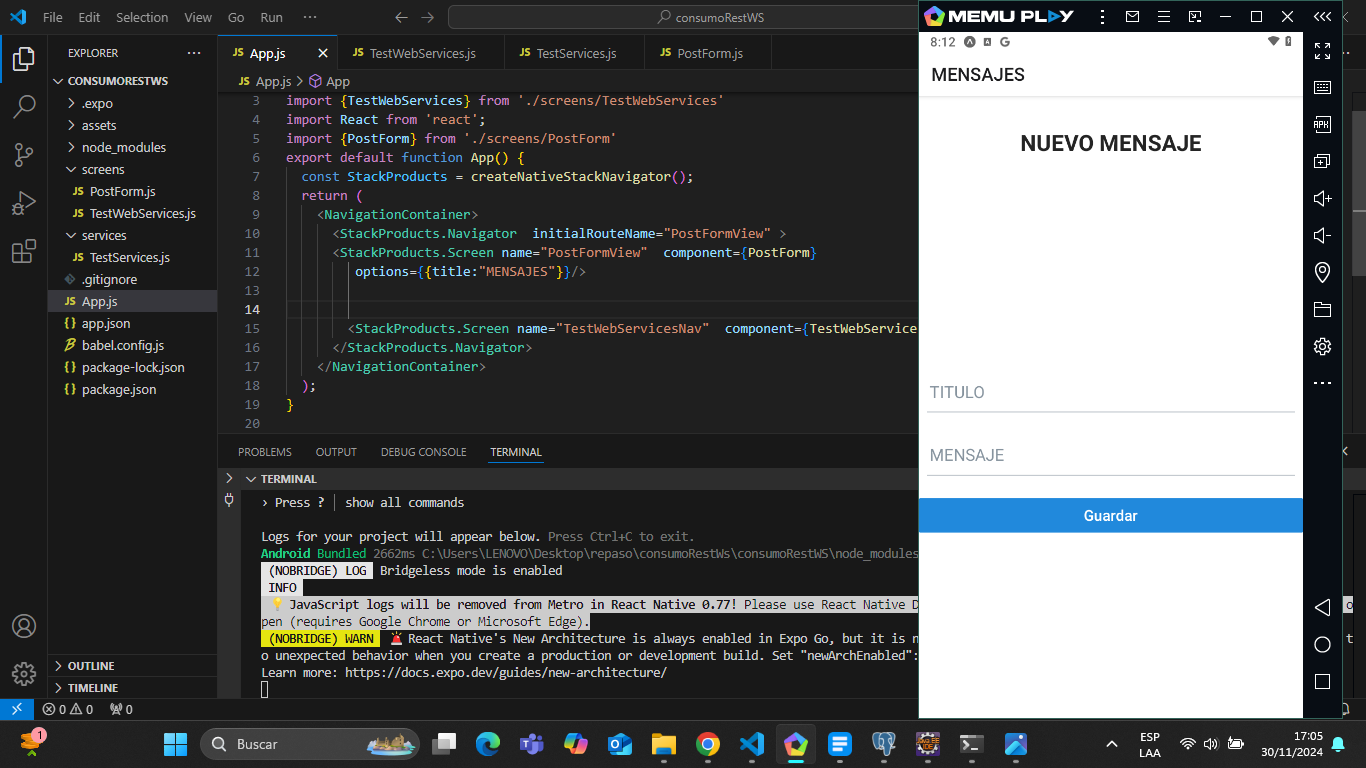 File Edit Selection View Go Run ··· consumoRestWS
EXPLORER ···
CONSUMORESTWS
.expo
assets
node_modules
screens
JS PostForm.js
JS TestWebServices.js
services
JS TestServices.js
.gitignore
JS App.js
{} app.json
babel.config.js
{} package-lock.json
{} package.json
OUTLINE
TIMELINE
JS App.js JS TestWebServices.js JS TestServices.js JS PostForm.js
JS App.js > App
3 import {TestWebServices} from './screens/TestWebServices'
4 import React from 'react';
5 import {PostForm} from './screens/PostForm'
6 export default function App() {
7 const StackProducts = createNativeStackNavigator();
8 return (
9 <NavigationContainer>
10 <StackProducts.Navigator initialRouteName="PostFormView" >
11 <StackProducts.Screen name="PostFormView" component={PostForm}
12 options={{title:"MENSAJES"}}/>
13
14
15 <StackProducts.Screen name="TestWebServicesNav" component={TestWebService
16 </StackProducts.Navigator>
17 </NavigationContainer>
18 );
19 }
20
PROBLEMS OUTPUT DEBUG CONSOLE TERMINAL
TERMINAL
› Press ? │ show all commands
Logs for your project will appear below. Press Ctrl+C to exit.
Android Bundled 2662ms C:\Users\LENOVO\Desktop\repaso\consumoRestWs\consumoRestWS\node_modules
(NOBRIDGE) LOG Bridgeless mode is enabled
INFO
💡 JavaScript logs will be removed from Metro in React Native 0.77! Please use React Native D o
pen (requires Google Chrome or Microsoft Edge).
(NOBRIDGE) WARN 🚨 React Native's New Architecture is always enabled in Expo Go, but it is n t
o unexpected behavior when you create a production or development build. Set "newArchEnabled":
Learn more: https://docs.expo.dev/guides/new-architecture/
0 0 0
MEMU PLAY
8:12
MENSAJES
NUEVO MENSAJE
TITULO
MENSAJE
Guardar
APK
1
Buscar
JAVA EE IDE
ESP
LAA
17:05
30/11/2024